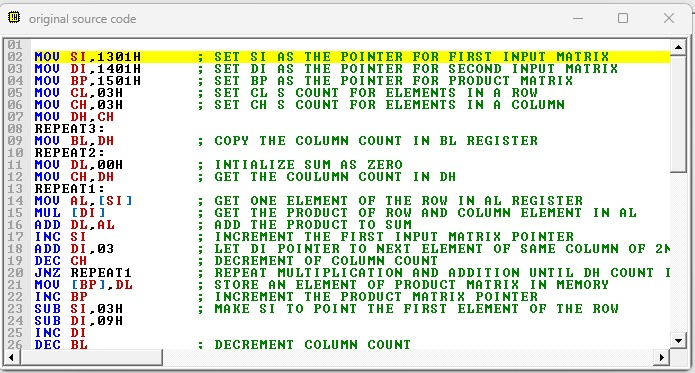 original source code
01
02 MOV SI,1301H ; SET SI AS THE POINTER FOR FIRST INPUT MATRIX
03 MOV DI,1401H ; SET DI AS THE POINTER FOR SECOND INPUT MATRIX
04 MOV BP,1501H ; SET BP AS THE POINTER FOR PRODUCT MATRIX
05 MOV CL,03H ; SET CL S COUNT FOR ELEMENTS IN A ROW
06 MOV CH,03H ; SET CH S COUNT FOR ELEMENTS IN A COLUMN
07 MOV DH,CH
08 REPEAT3:
09 MOV BL,DH ; COPY THE COLUMN COUNT IN BL REGISTER
10 REPEAT2:
11 MOV DL,00H ; INTIALIZE SUM AS ZERO
12 MOV CH,DH ; GET THE COULUMN COUNT IN DH
13 REPEAT1:
14 MOV AL,[SI] ; GET ONE ELEMENT OF THE ROW IN AL REGISTER
15 MUL [DI] ; GET THE PRODUCT OF ROW AND COLUMN ELEMENT IN AL
16 ADD DL,AL ; ADD THE PRODUCT TO SUM
17 INC SI ; INCREMENT THE FIRST INPUT MATRIX POINTER
18 ADD DI,03 ; LET DI POINTER TO NEXT ELEMENT OF SAME COLUMN OF 2N
19 DEC CH ; DECREMENT OF COLUMN COUNT
20 JNZ REPEAT1 ; REPEAT MULTIPLICATION AND ADDITION UNTIL DH COUNT I
21 MOV [BP],DL ; STORE AN ELEMENT OF PRODUCT MATRIX IN MEMORY
22 INC BP ; INCREMENT THE PRODUCT MATRIX POINTER
23 SUB SI,03H ; MAKE SI TO POINT THE FIRST ELEMENT OF THE ROW
24 SUB DI,09H
25 INC DI
26 DEC BL ; DECREMENT COLUMN COUNT